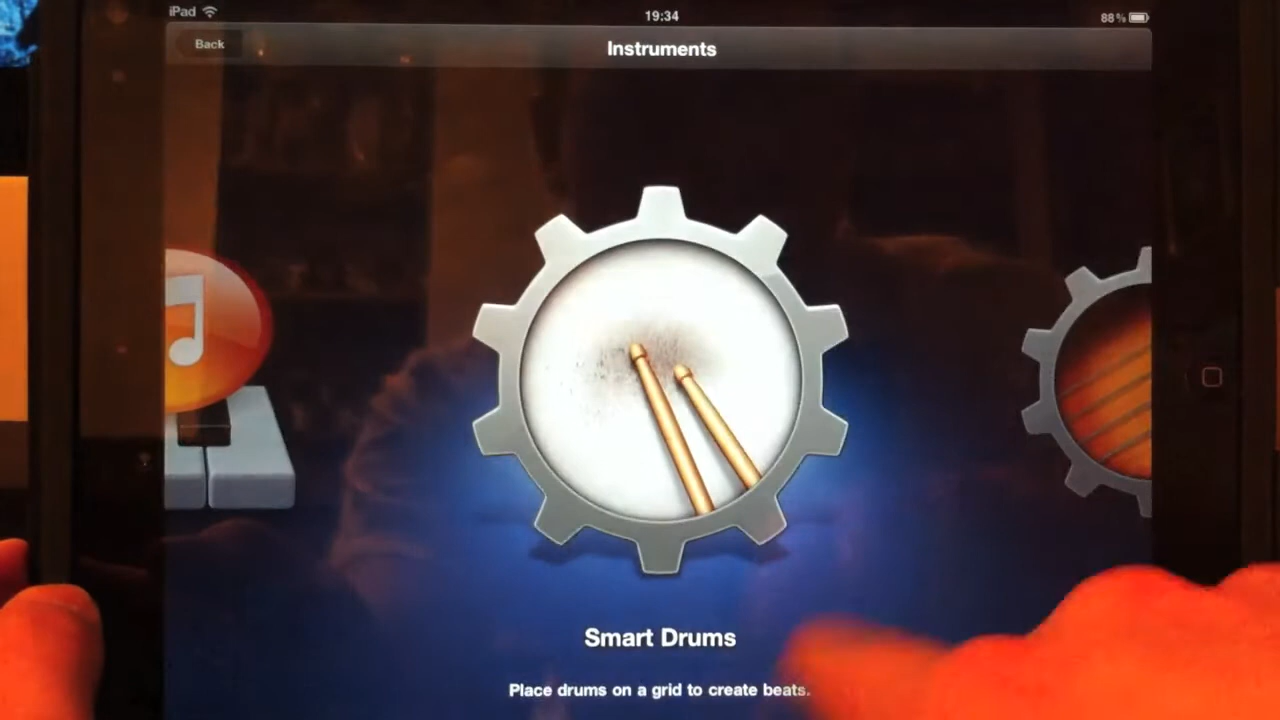 iPad
19:34
88%
Back
Instruments
Smart Drums
Place drums on a grid to create beats.